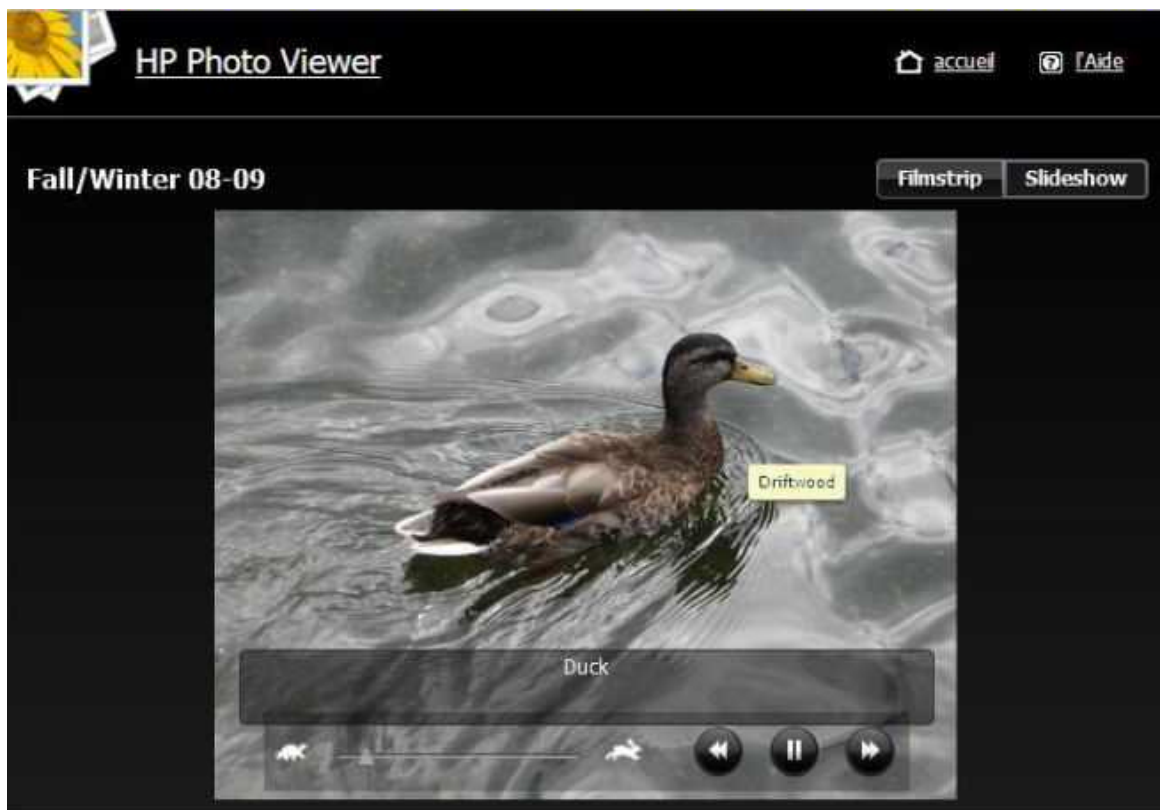 HP Photo Viewer
accueil
l'Aide
Fall/Winter 08-09
Filmstrip
Slideshow
Driftwood
Duck